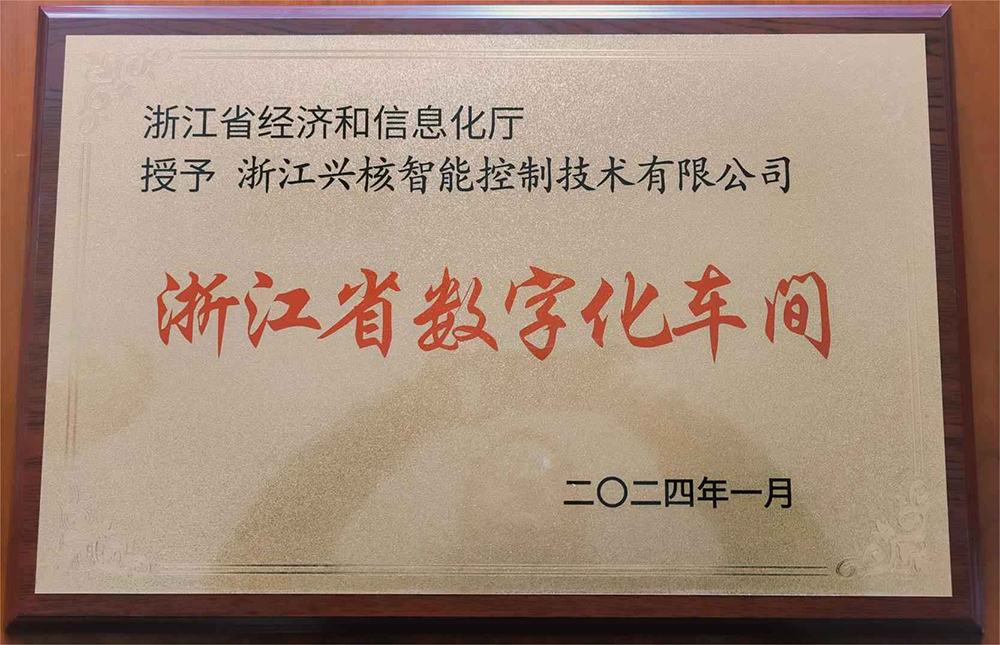 浙江省经济和信息化厅
授予 浙江兴核智能控制技术有限公司
浙江省数字化车间
二〇二四年一月